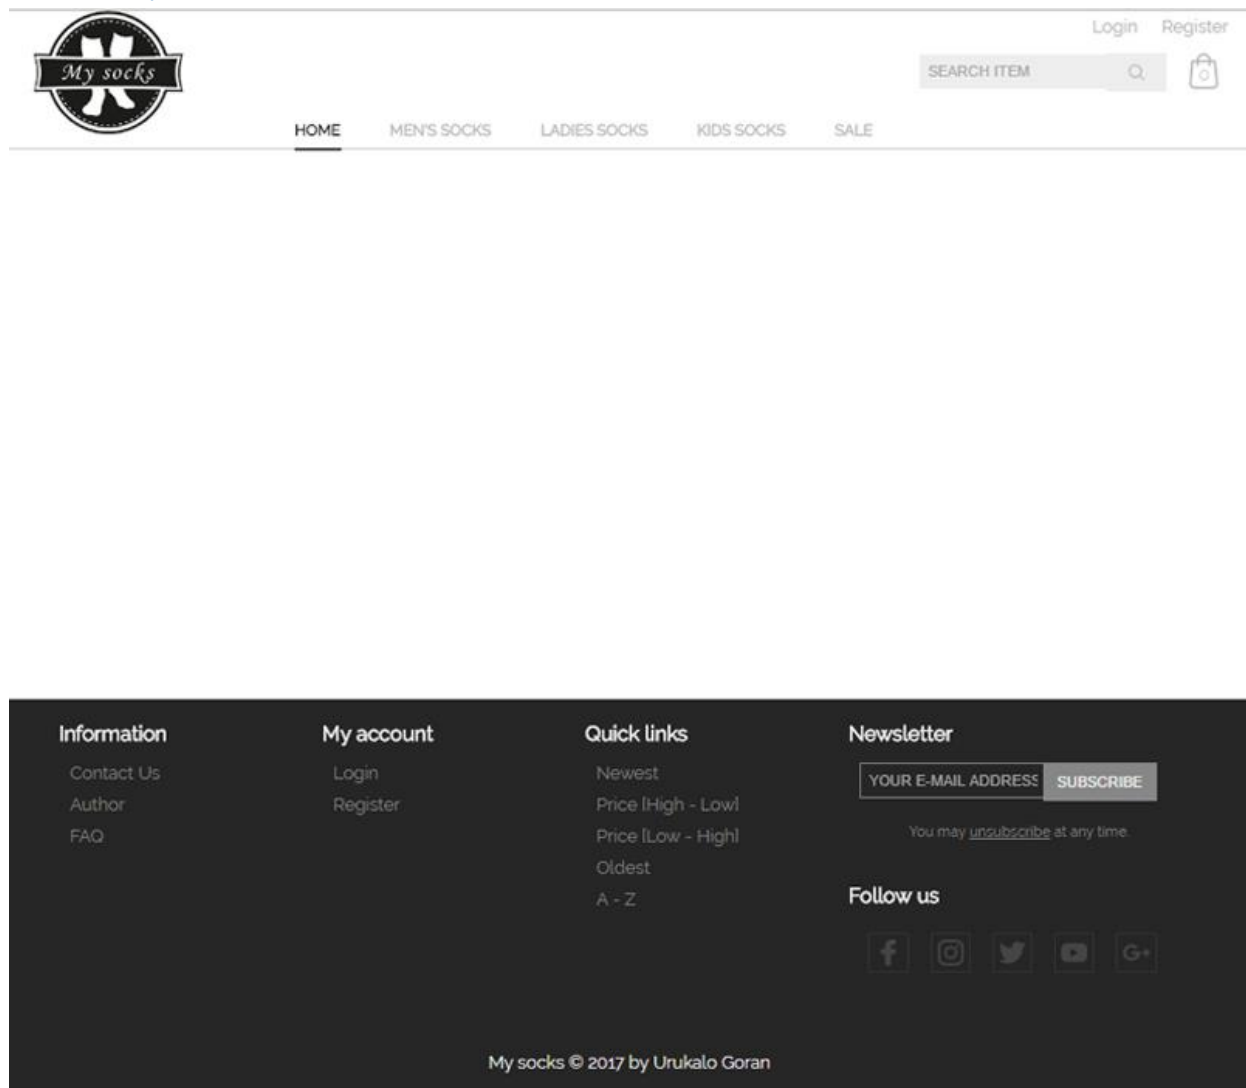 Login Register
My socks
SEARCH ITEM
0
HOME MEN'S SOCKS LADIES SOCKS KIDS SOCKS SALE
Information
Contact Us
Author
FAQ
My account
Login
Register
Quick links
Newest
Price [High - Low]
Price [Low - High]
Oldest
A - Z
Newsletter
YOUR E-MAIL ADDRESS SUBSCRIBE
You may unsubscribe at any time.
Follow us
G+
My socks © 2017 by Urukalo Goran